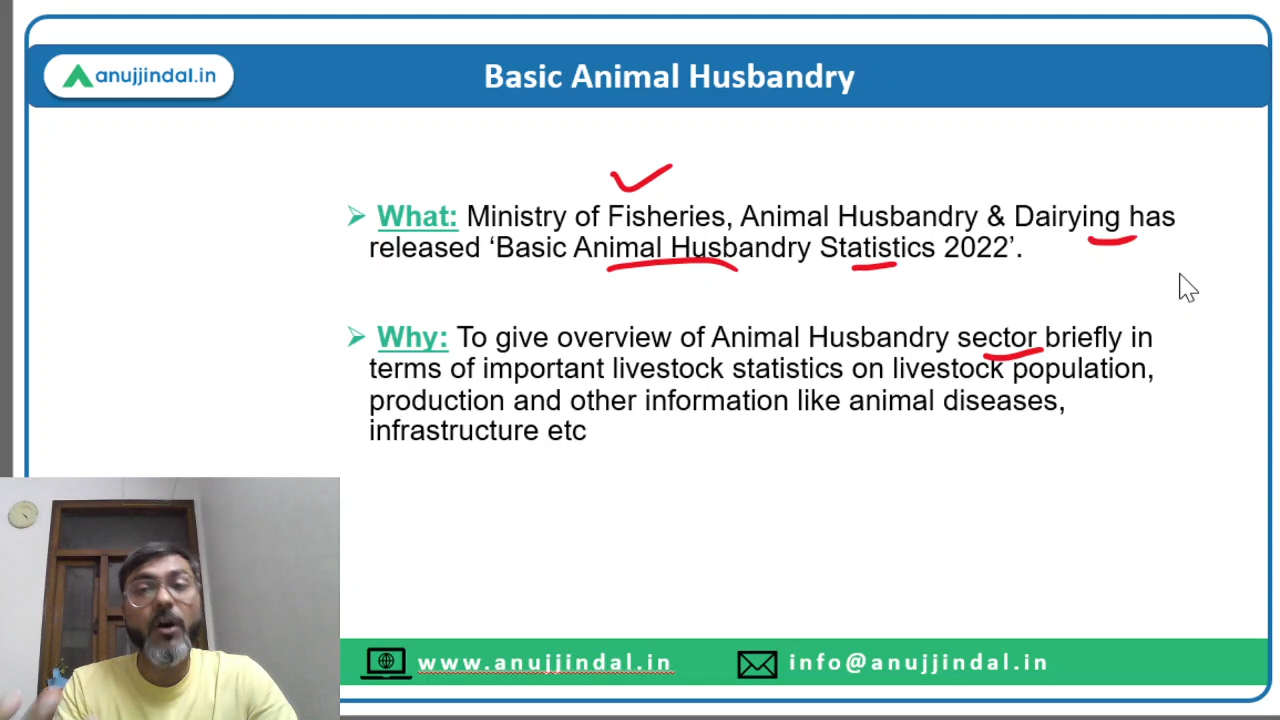 anujjindal.in
Basic Animal Husbandry
What: Ministry of Fisheries, Animal Husbandry & Dairying has
released ‘Basic Animal Husbandry Statistics 2022’.
Why: To give overview of Animal Husbandry sector briefly in
terms of important livestock statistics on livestock population,
production and other information like animal diseases,
infrastructure etc
www.anujjindal.in
info@anujjindal.in